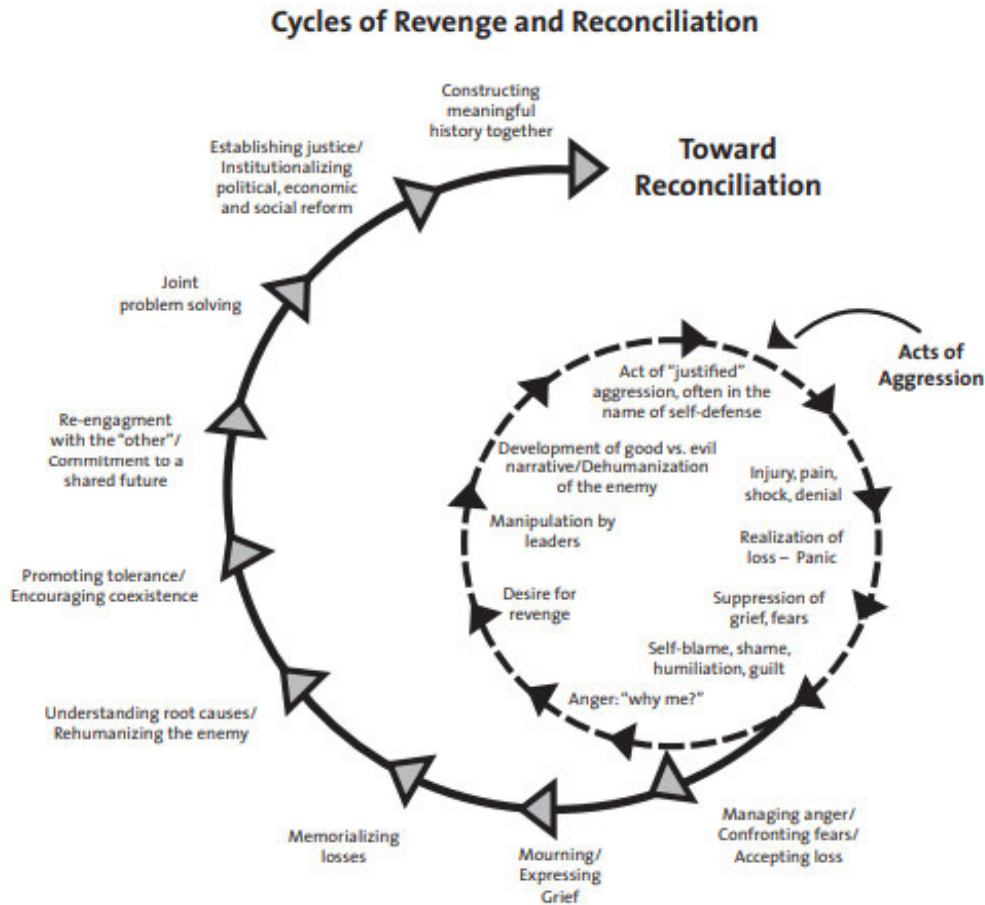 Cycles of Revenge and Reconciliation
Constructing
meaningful
history together
Toward
Reconciliation
Establishing justice/
Institutionalizing
political, economic
and social reform
Joint
problem solving
Re-engagment
with the “other”/
Commitment to a
shared future
Promoting tolerance/
Encouraging coexistence
Understanding root causes/
Rehumanizing the enemy
Memorializing
losses
Mourning/
Expressing
Grief
Managing anger/
Confronting fears/
Accepting loss
Acts of
Aggression
Act of “justified”
aggression, often in the
name of self-defense
Injury, pain,
shock, denial
Realization of
loss – Panic
Suppression of
grief, fears
Self-blame, shame,
humiliation, guilt
Anger: “why me?”
Desire for
revenge
Manipulation by
leaders
Development of good vs. evil
narrative/Dehumanization
of the enemy